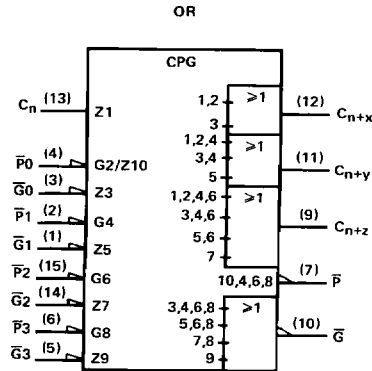 OR
CPG
Cn (13) Z1
P̅0 (4) G2/Z10
G̅0 (3) Z3
P̅1 (2) G4
G̅1 (1) Z5
P̅2 (15) G6
G̅2 (14) Z7
P̅3 (6) G8
G̅3 (5) Z9
1,2 ⩾1 (12) Cn+x
3
1,2,4 ⩾1 (11) Cn+y
3,4
5
1,2,4,6 ⩾1
3,4,6 (9) Cn+z
5,6
7
10,4,6,8 (7) P̅
3,4,6,8 ⩾1
5,6,8 (10) G̅
7,8
9